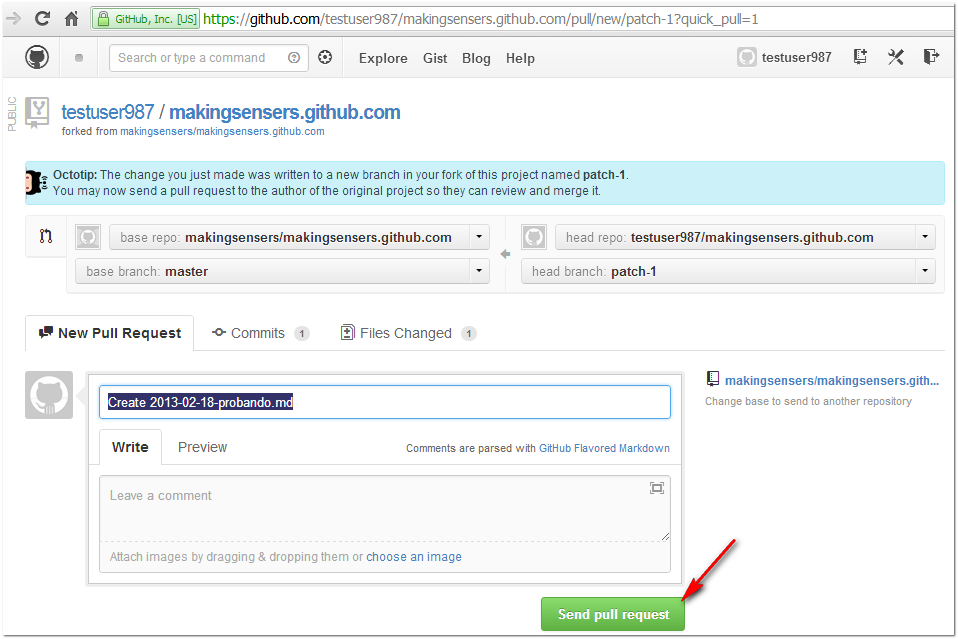 GitHub, Inc. [US] https://github.com/testuser987/makingsensers.github.com/pull/new/patch-1?quick_pull=1
Search or type a command
Explore Gist Blog Help
testuser987
PUBLIC
testuser987 / makingsensers.github.com
forked from makingsensers/makingsensers.github.com
Octotip: The change you just made was written to a new branch in your fork of this project named patch-1.
You may now send a pull request to the author of the original project so they can review and merge it.
base repo: makingsensers/makingsensers.github.com
head repo: testuser987/makingsensers.github.com
base branch: master
head branch: patch-1
New Pull Request
Commits 1
Files Changed 1
Create 2013-02-18-probando.md
makingsensers/makingsensers.gith...
Change base to send to another repository
Write
Preview
Comments are parsed with GitHub Flavored Markdown
Leave a comment
Attach images by dragging & dropping them or choose an image
Send pull request